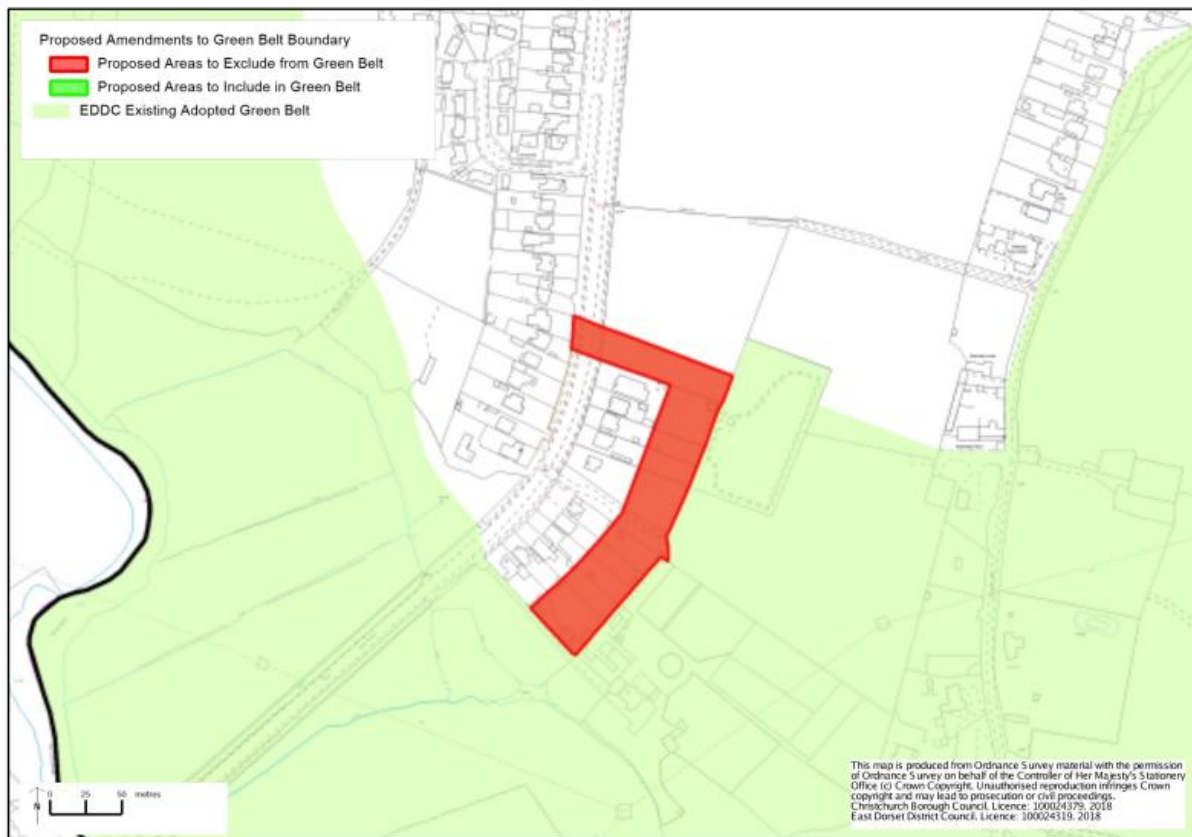 Proposed Amendments to Green Belt Boundary
Proposed Areas to Exclude from Green Belt
Proposed Areas to Include in Green Belt
EDDC Existing Adopted Green Belt
N
0 25 50 metres
This map is produced from Ordnance Survey material with the permission
of Ordnance Survey on behalf of the Controller of Her Majesty's Stationery
Office (c) Crown Copyright. Unauthorised reproduction infringes Crown
copyright and may lead to prosecution or civil proceedings.
Christchurch Borough Council. Licence: 100024379. 2018
East Dorset District Council. Licence: 100024319. 2018